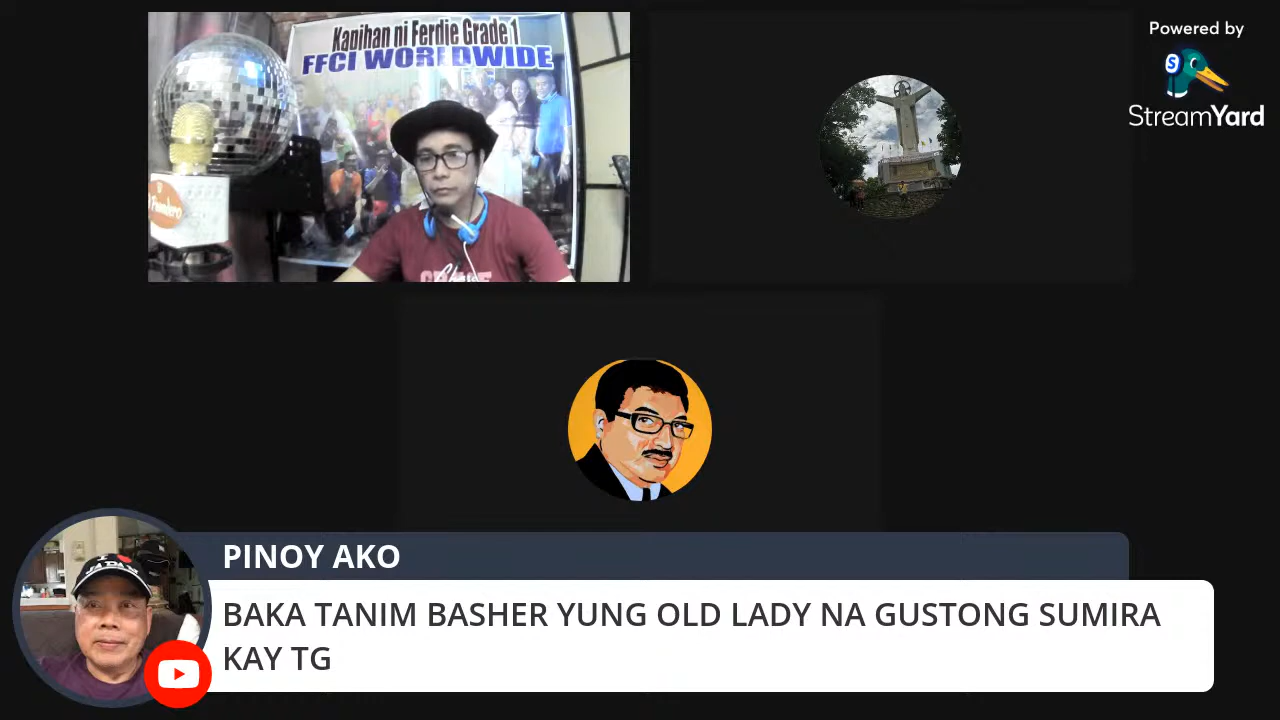 Kapihan ni Ferdie Grade 1
FFCI WORLDWIDE
Powered by
StreamYard
PINOY AKO
BAKA TANIM BASHER YUNG OLD LADY NA GUSTONG SUMIRA
KAY TG